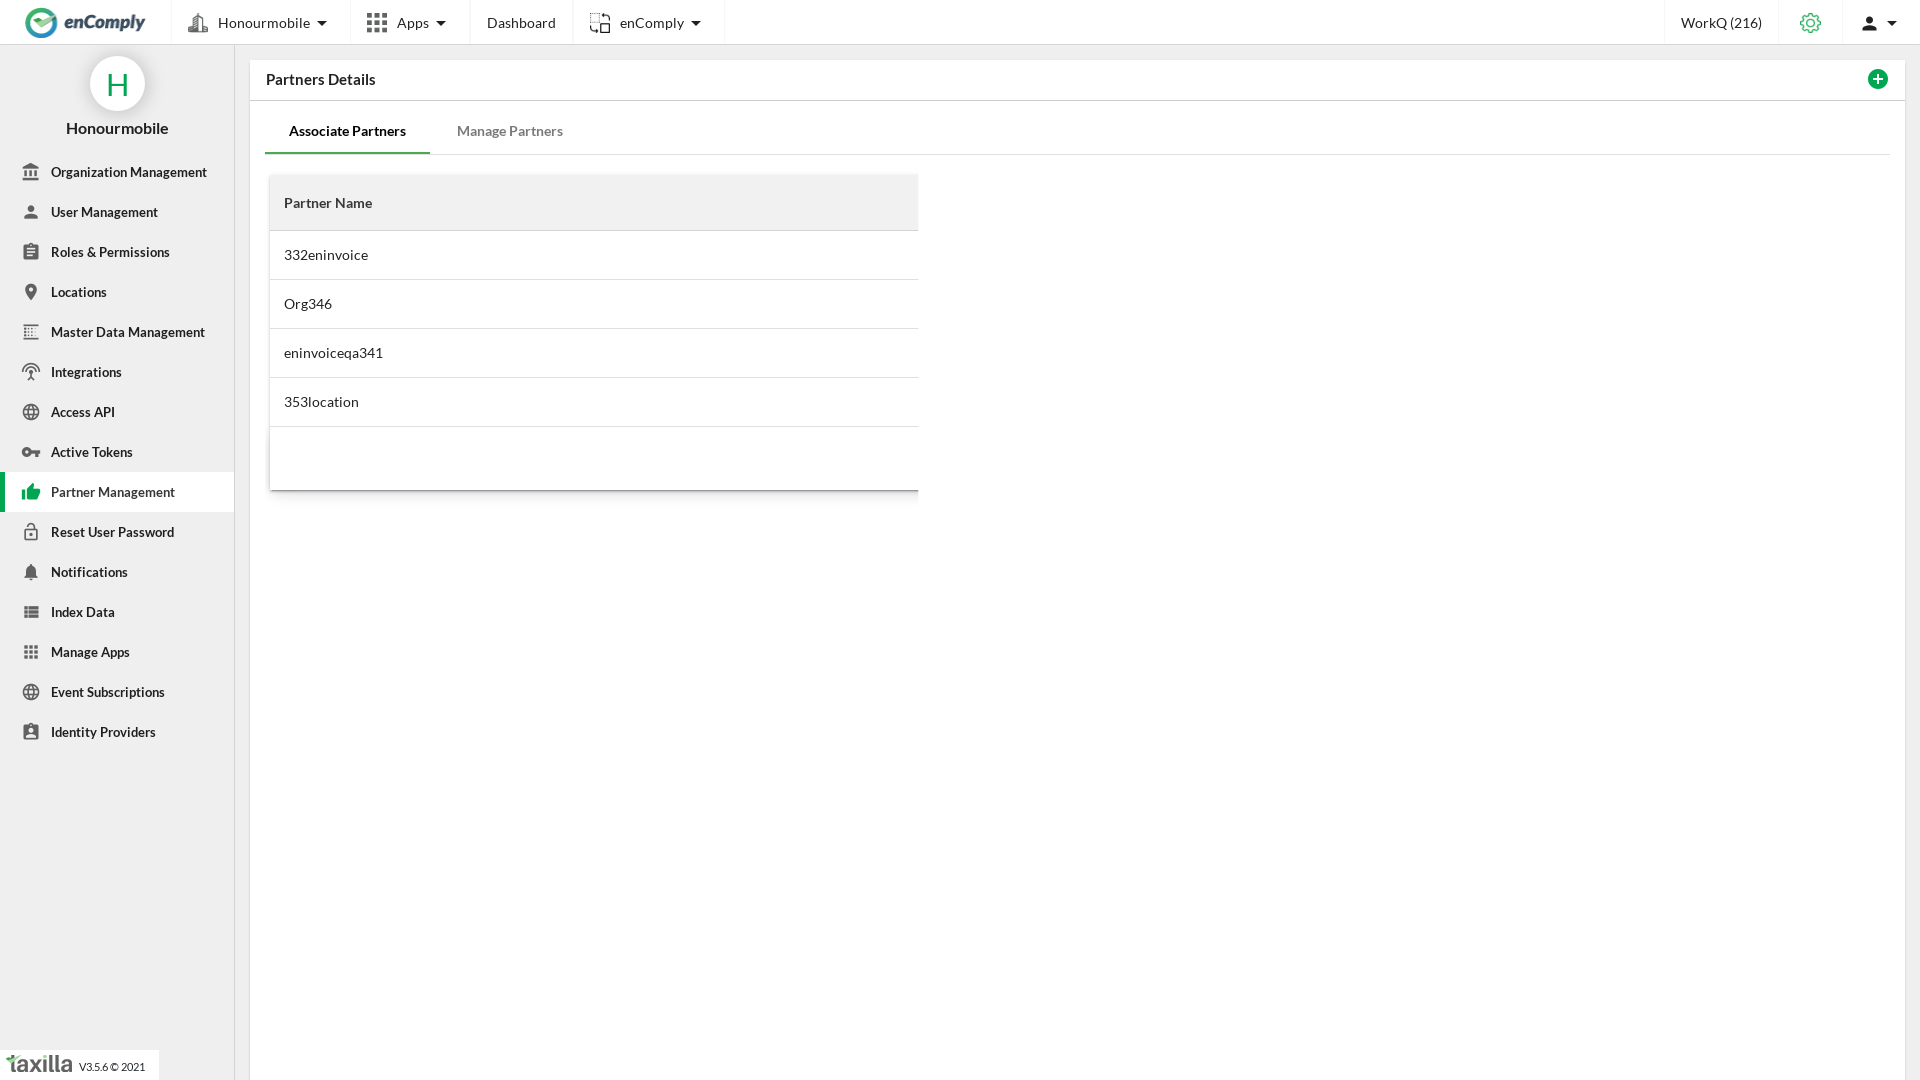 enComply
Honourmobile
Apps
Dashboard
enComply
WorkQ (216)
H
Honourmobile
Organization Management
User Management
Roles & Permissions
Locations
Master Data Management
Integrations
Access API
Active Tokens
Partner Management
Reset User Password
Notifications
Index Data
Manage Apps
Event Subscriptions
Identity Providers
taxilla V3.5.6 © 2021
Partners Details
Associate Partners
Manage Partners
Partner Name
332eninvoice
Org346
eninvoiceqa341
353location